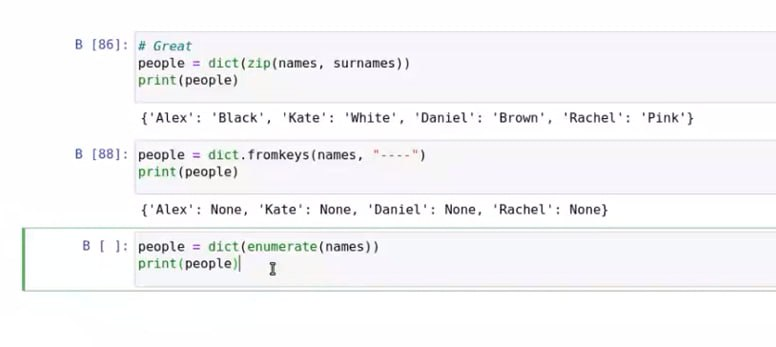 B [86]: # Great
people = dict(zip(names, surnames))
print(people)
{'Alex': 'Black', 'Kate': 'White', 'Daniel': 'Brown', 'Rachel': 'Pink'}
B [88]: people = dict.fromkeys(names, "----")
print(people)
{'Alex': None, 'Kate': None, 'Daniel': None, 'Rachel': None}
B [ ]: people = dict(enumerate(names))
print(people)